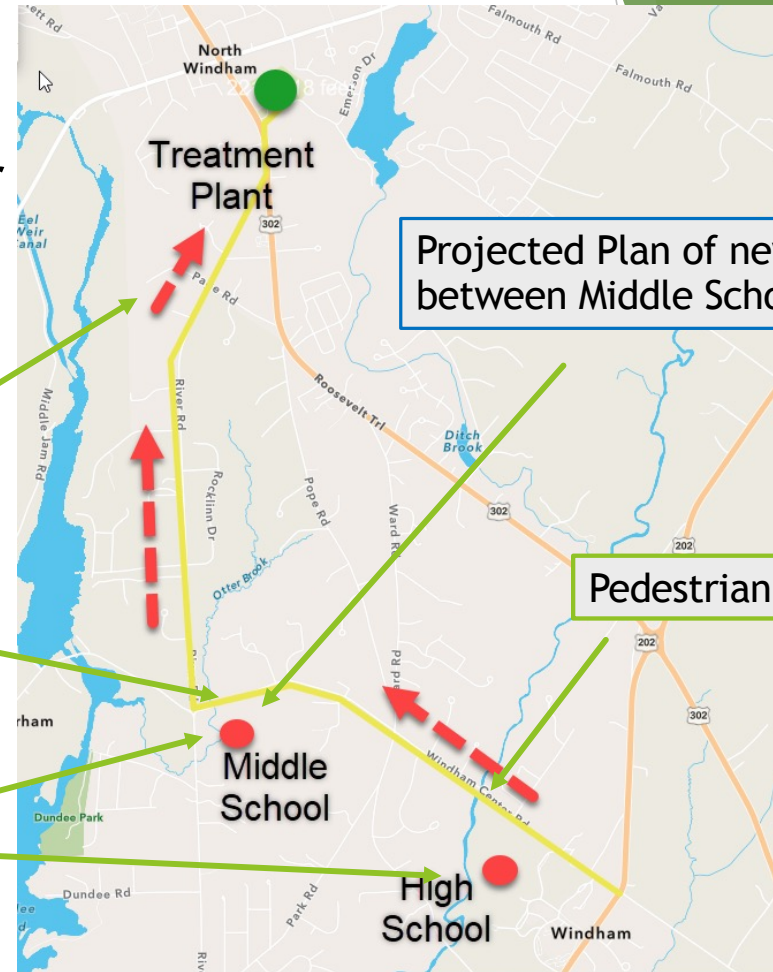 Falmouth Rd
North
Windham
Emerson Dr
Falmouth Rd
Treatment
Plant
302
Eel
Weir
Canal
Projected Plan of ne
between Middle Scho
Page Rd
River Rd
Roosevelt Trl
Middle Jam Rd
Ditch
Brook
Rocklinn Dr
Pope Rd
Ward Rd
302
202
Otter Brook
Pedestrian
202
rham
302
Middle
School
Windham Center Rd
Dundee Park
High
School
Dundee Rd
Park Rd
Windham